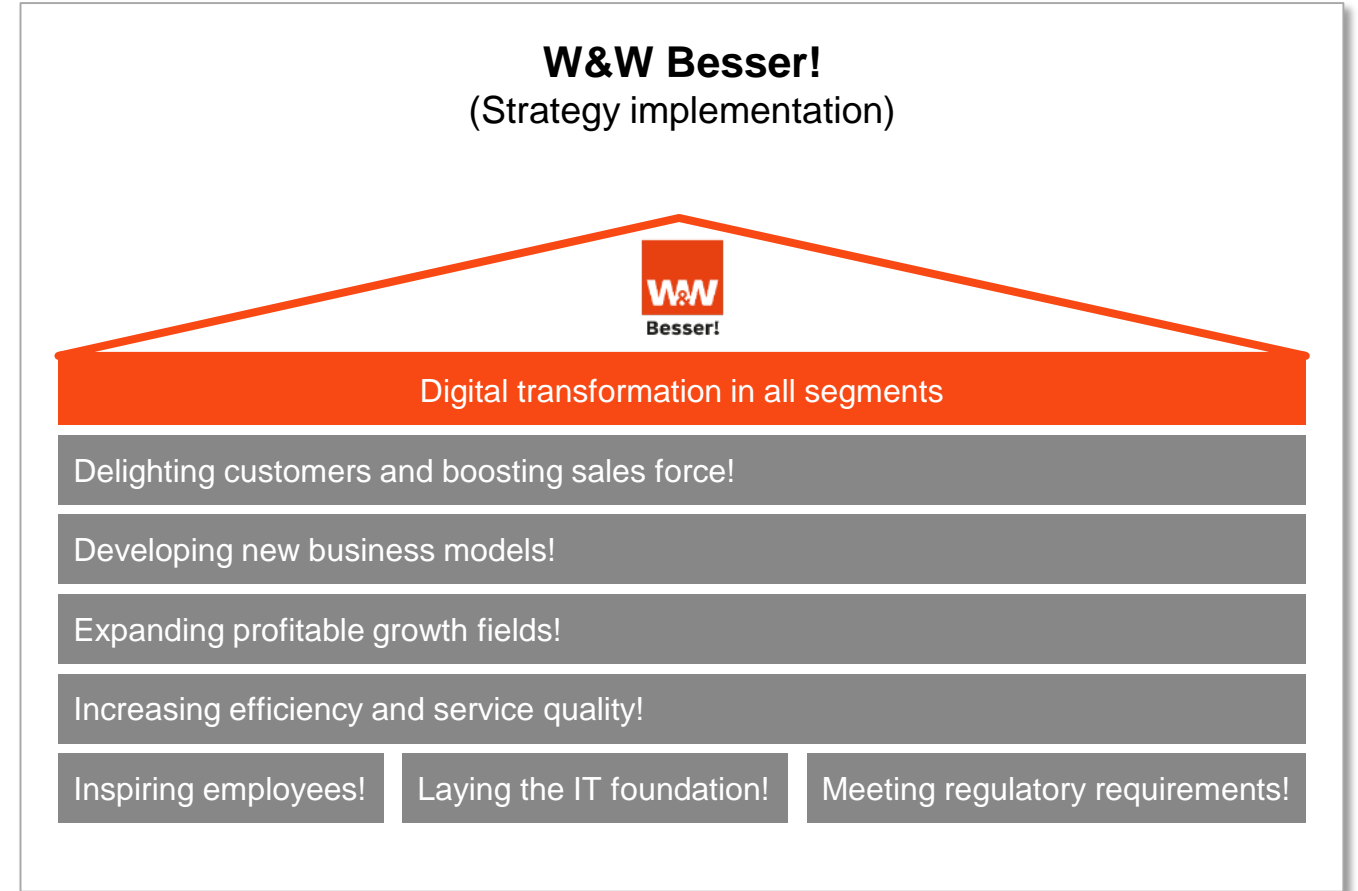 W&W Besser!
(Strategy implementation)
W&W
Besser!
Digital transformation in all segments
Delighting customers and boosting sales force!
Developing new business models!
Expanding profitable growth fields!
Increasing efficiency and service quality!
Inspiring employees! Laying the IT foundation! Meeting regulatory requirements!